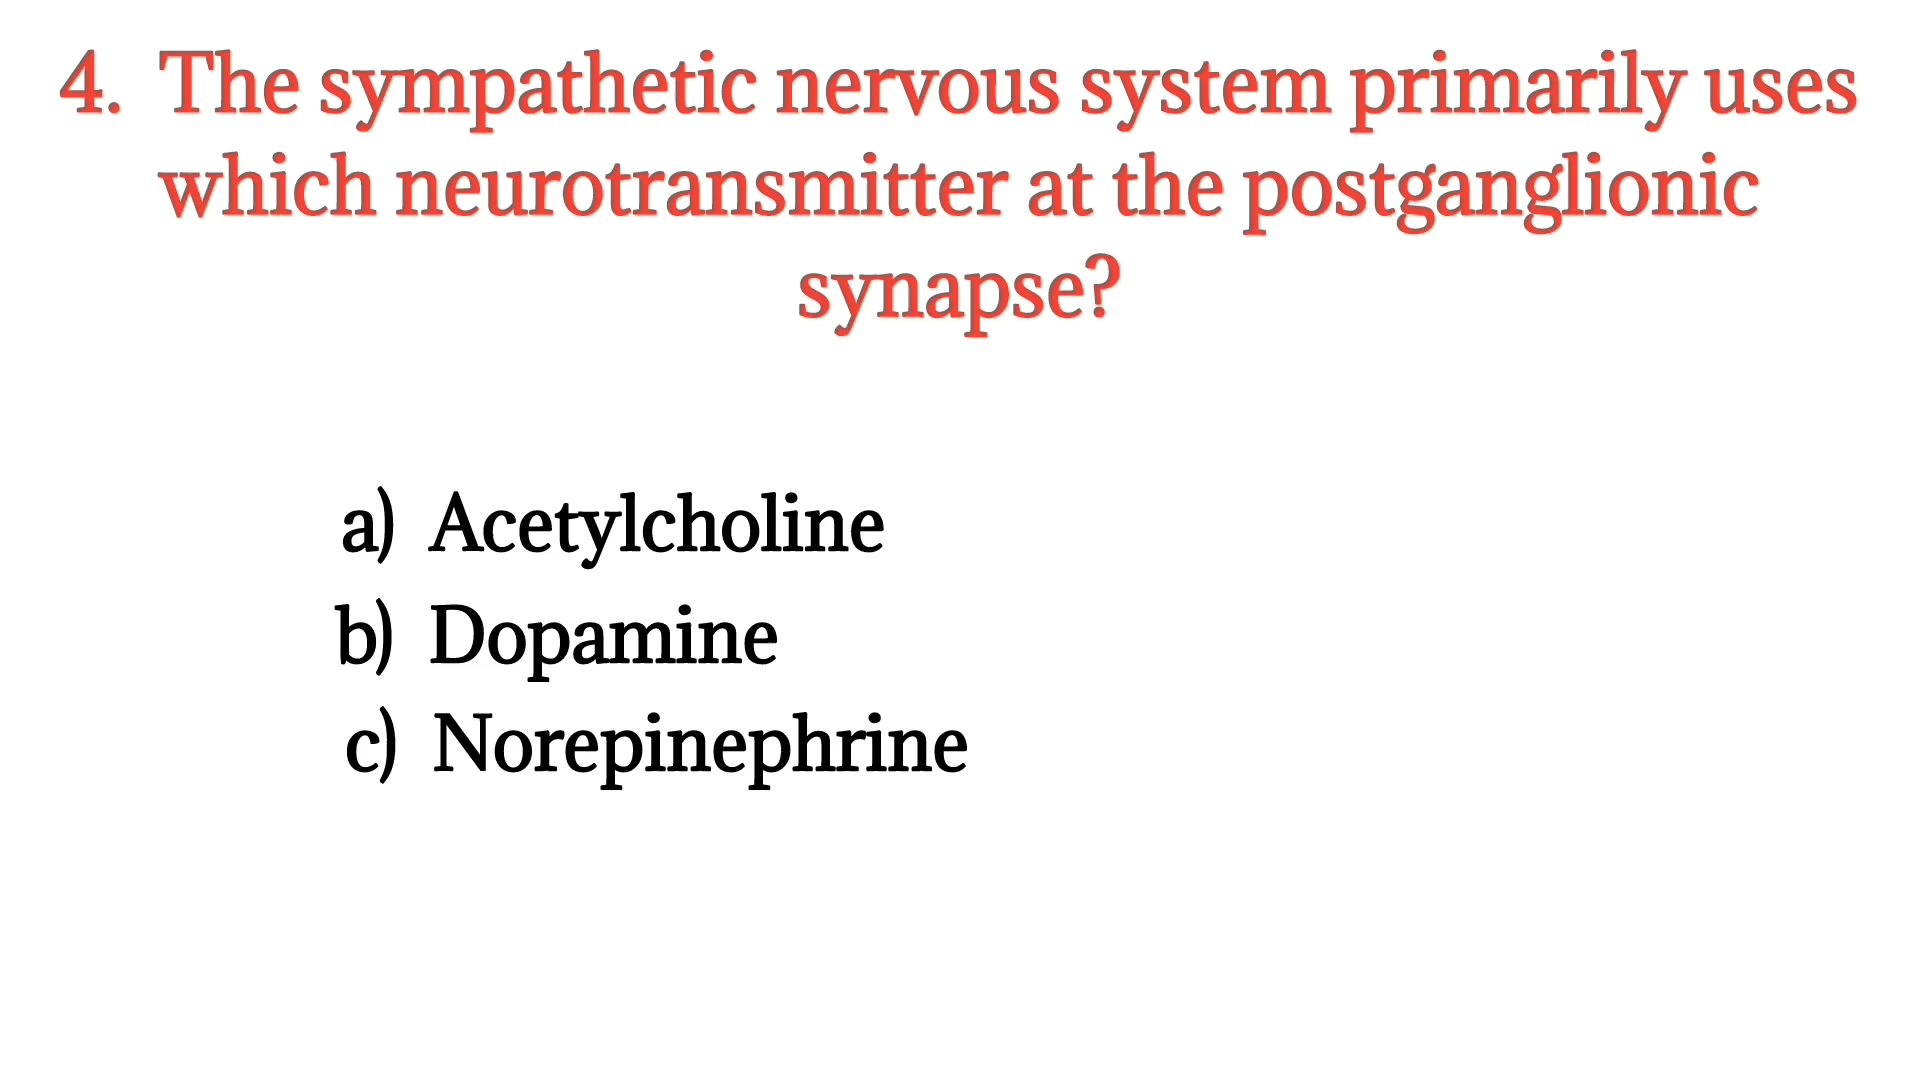 4. The sympathetic nervous system primarily uses
which neurotransmitter at the postganglionic
synapse?
a) Acetylcholine
b) Dopamine
c) Norepinephrine